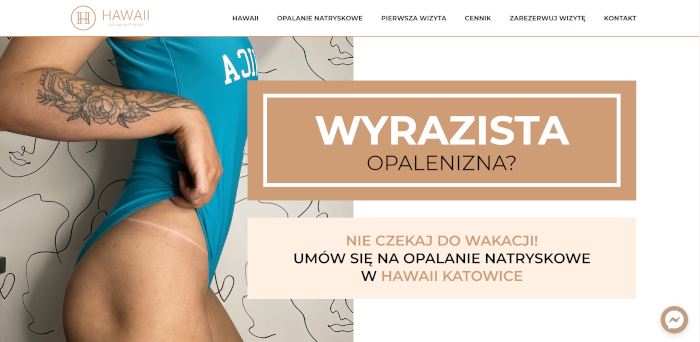 HAWAII
HAWAII
OPALANIE NATRYSKOWE
PIERWSZA WIZYTA
CENNIK
ZAREZERWUJ WIZYTĘ
KONTAKT
WYRAZISTA
OPALENIZNA?
NIE CZEKAJ DO WAKACJI!
UMÓW SIĘ NA OPALANIE NATRYSKOWE
W HAWAII KATOWICE